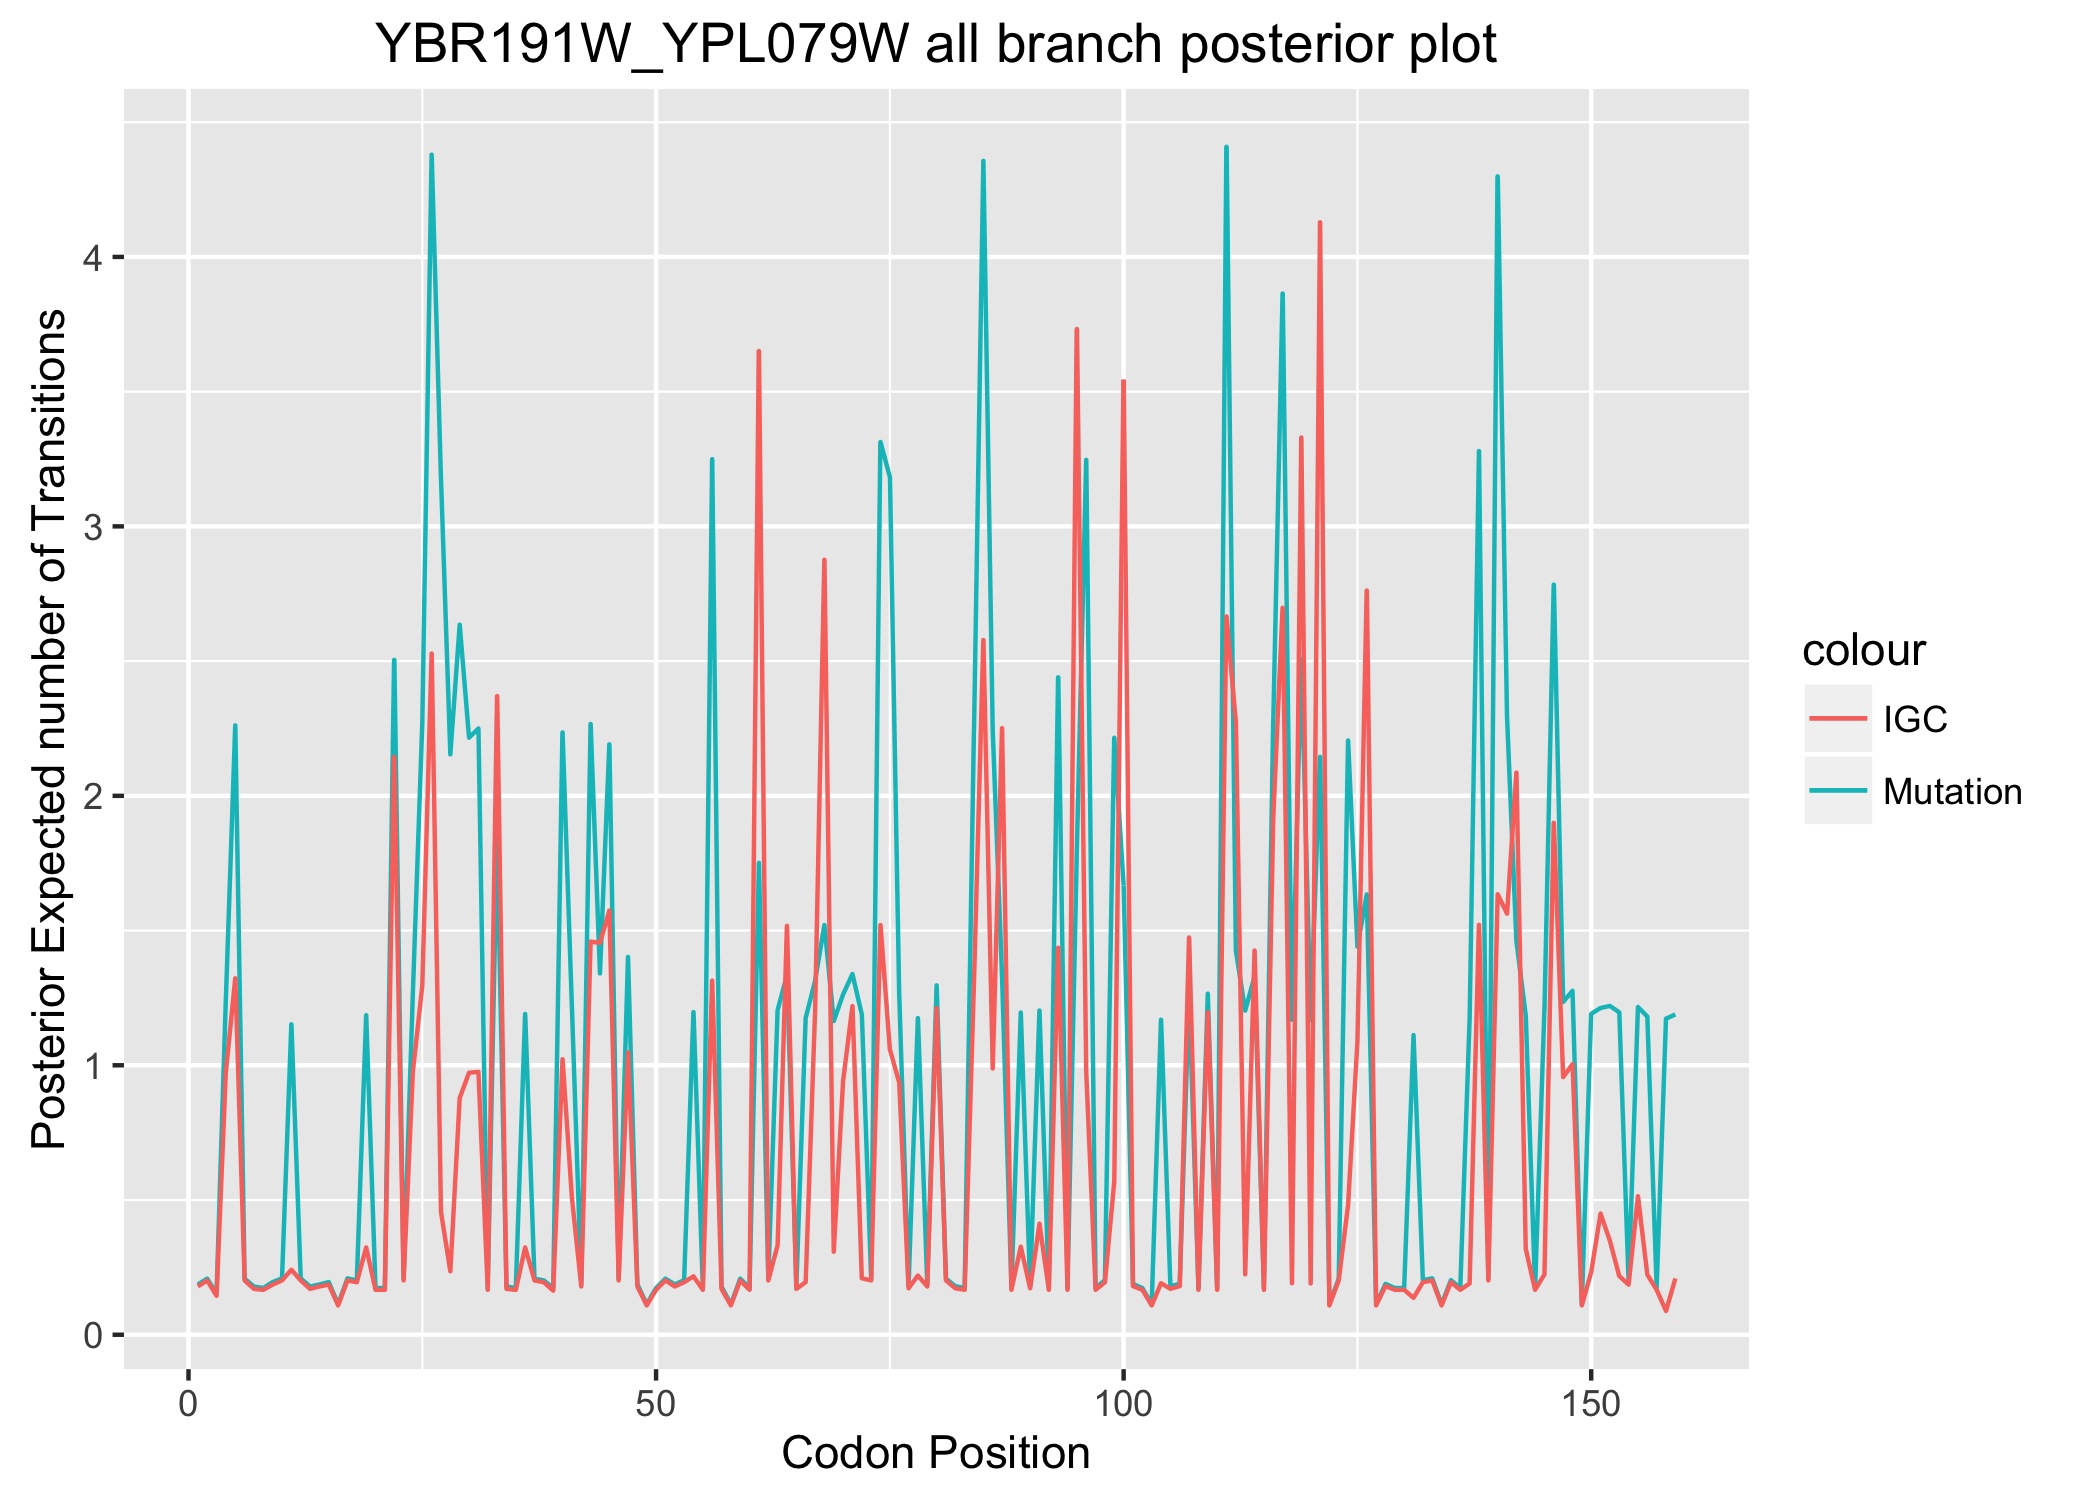 YBR191W_YPL079W all branch posterior plot
Posterior Expected number of Transitions
4
3
2
1
0
0 50 100 150
Codon Position
colour
IGC
Mutation